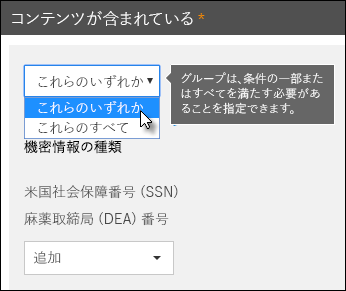 コンテンツが含まれている *
これらのいずれか
グループは、条件の一部また
はすべてを満たす必要があ
ることを指定できます。
これらのいずれか
これらのすべて
機密情報の種類
米国社会保障番号 (SSN)
麻薬取締局 (DEA) 番号
追加